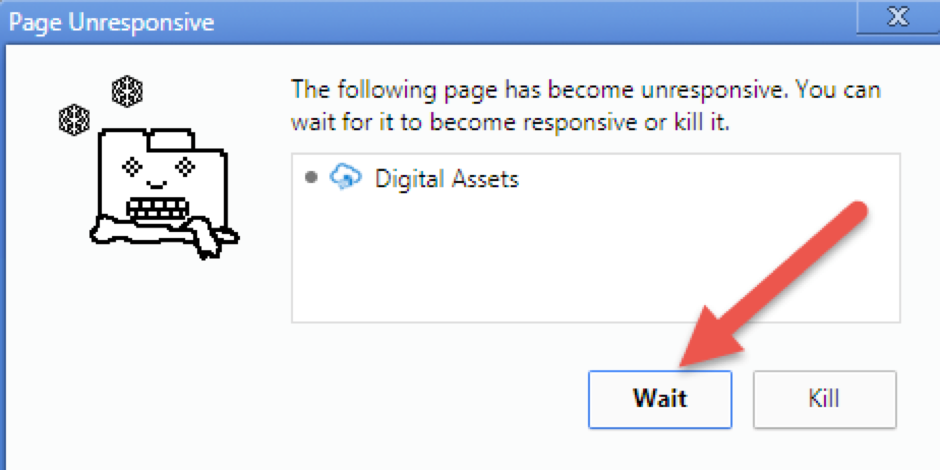 Page Unresponsive
The following page has become unresponsive. You can
wait for it to become responsive or kill it.
Digital Assets
Wait
Kill